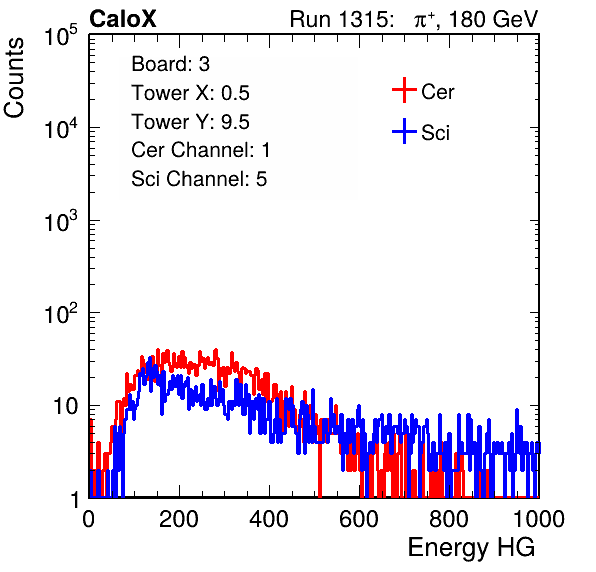 CaloX Run 1315: π⁺, 180 GeV
Counts
10⁵
10⁴
10³
10²
10
1
Board: 3
Tower X: 0.5
Tower Y: 9.5
Cer Channel: 1
Sci Channel: 5
Cer
Sci
0 200 400 600 800 1000
Energy HG